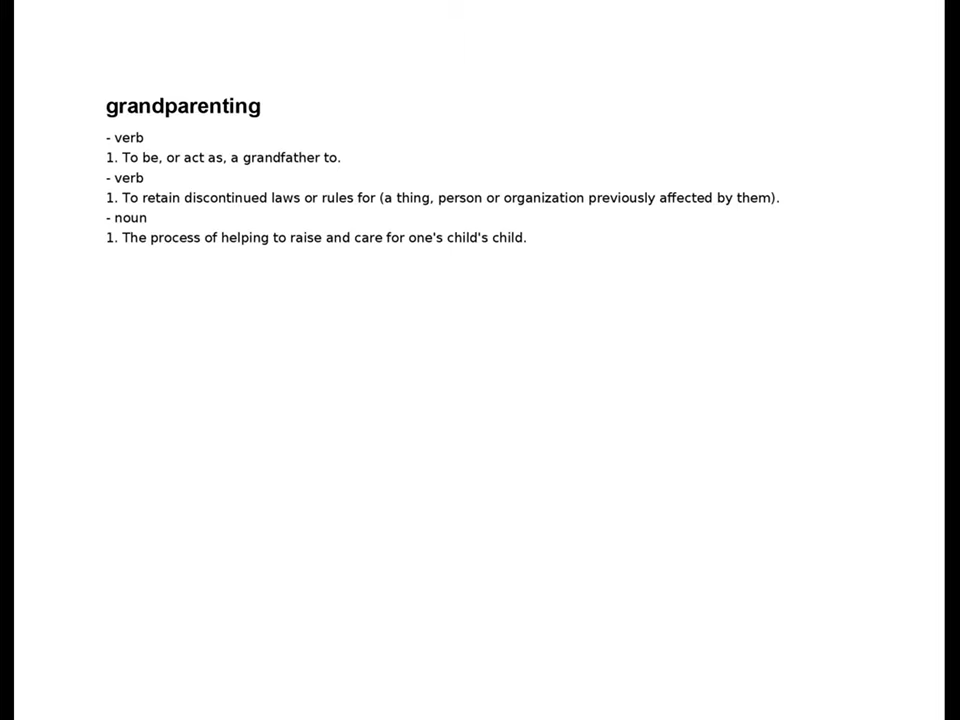 grandparenting
- verb
1. To be, or act as, a grandfather to.
- verb
1. To retain discontinued laws or rules for (a thing, person or organization previously affected by them).
- noun
1. The process of helping to raise and care for one's child's child.